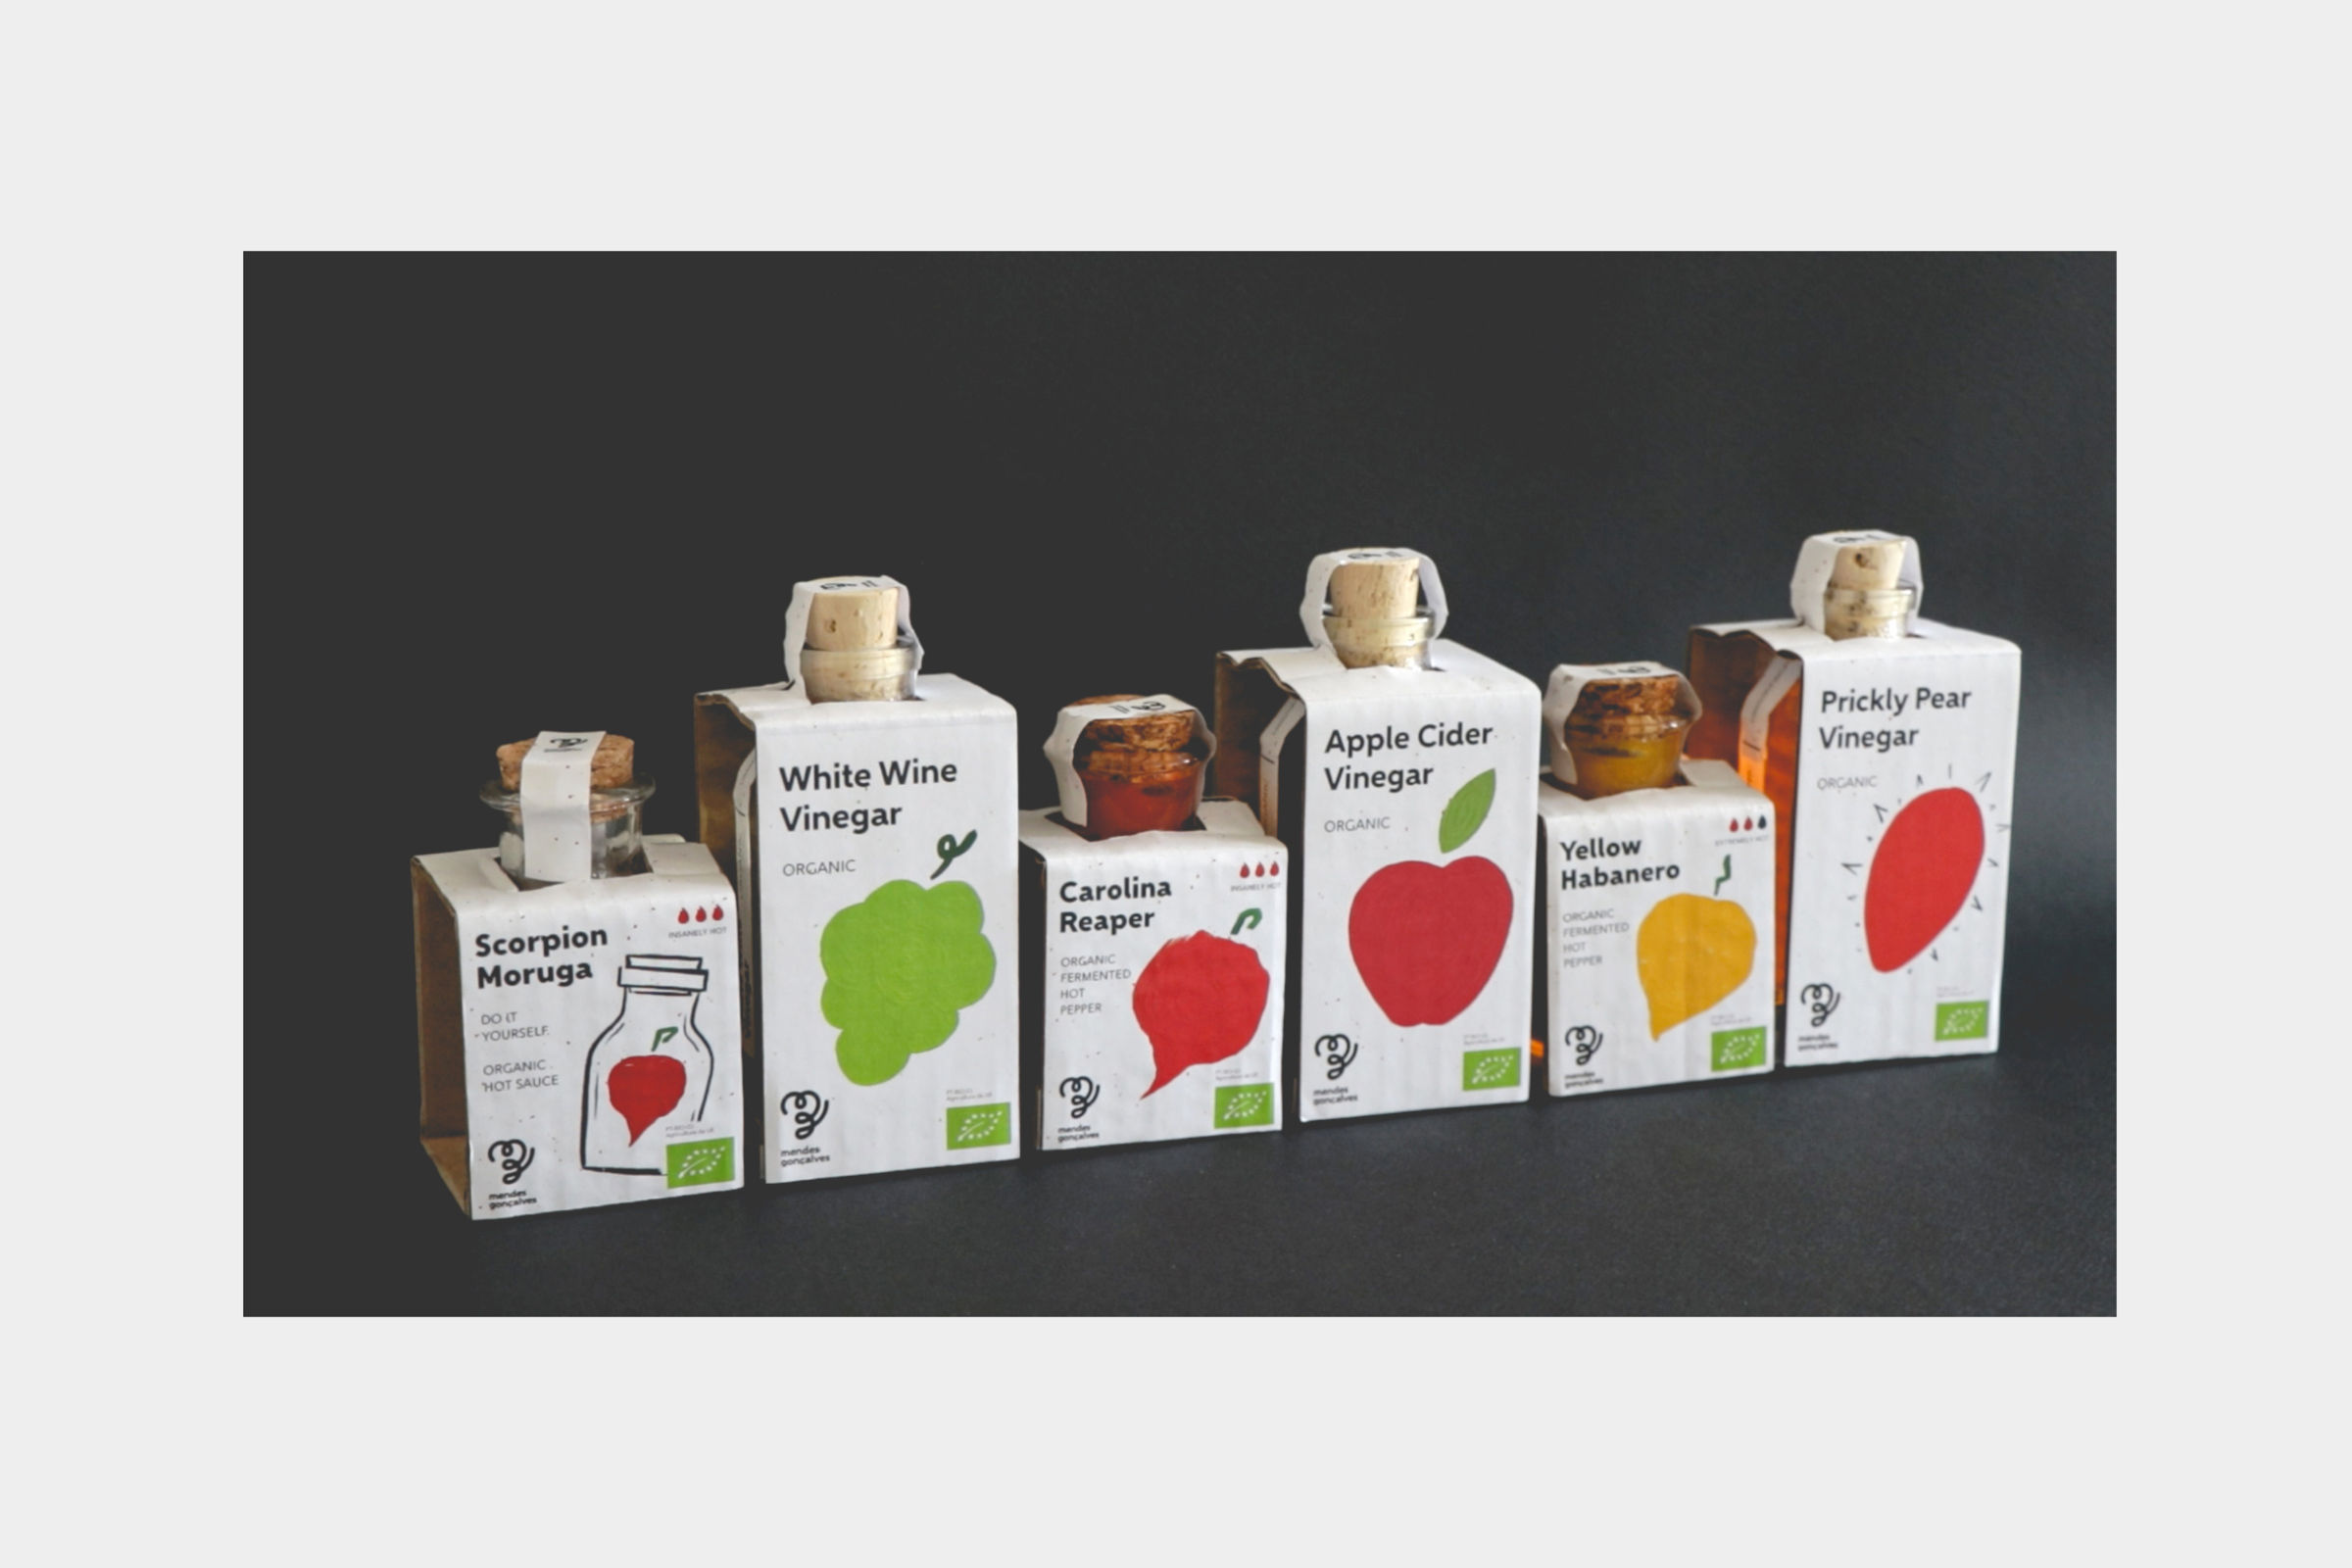 Scorpion
Moruga
INSANELY HOT
DO IT
YOURSELF.
ORGANIC
HOT SAUCE
mendes
gonçalves
White Wine
Vinegar
ORGANIC
mendes
gonçalves
Carolina
Reaper
INSANELY HOT
ORGANIC
FERMENTED
HOT
PEPPER
mendes
gonçalves
Apple Cider
Vinegar
ORGANIC
mendes
gonçalves
Yellow
Habanero
EXTREMELY HOT
ORGANIC
FERMENTED
HOT
PEPPER
mendes
gonçalves
Prickly Pear
Vinegar
ORGANIC
mendes
gonçalves